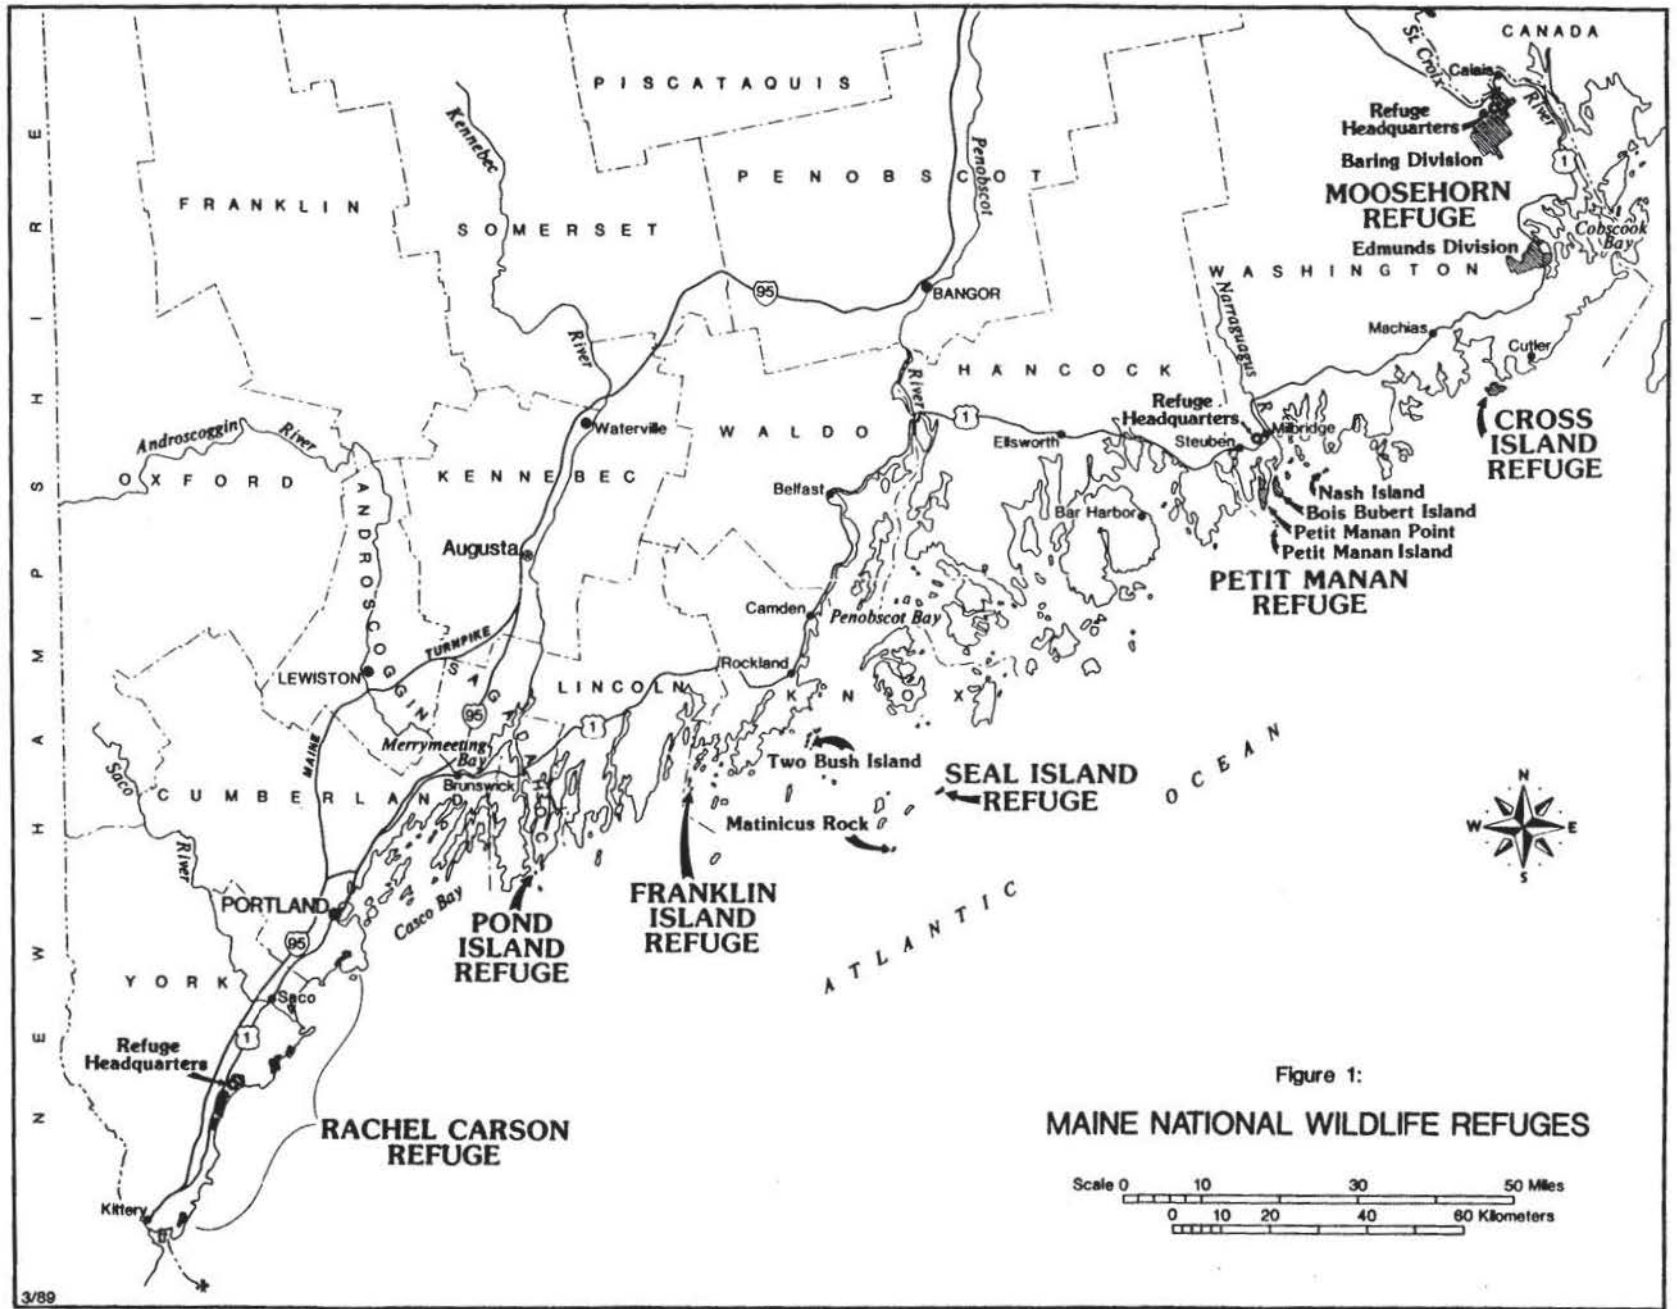 CANADA
St. Croix
River
Calais
PISCATAQUIS
Kennebec
Penobscot
Refuge
Headquarters
1
Baring Division
PENOBSCOT
MOOSEHORN
REFUGE
FRANKLIN
SOMERSET
Cobscook
Bay
Edmunds Division
WASHINGTON
95
BANGOR
Narraguagus
R.
Machias
River
Cutler
HANCOCK
River
Refuge
Headquarters
1
CROSS
ISLAND
REFUGE
Androscoggin
River
Waterville
WALDO
Ellsworth
Steuben
Milbridge
OXFORD
KENNEBEC
Belfast
Nash Island
Bar Harbor
Bois Bubert Island
Petit Manan Point
Petit Manan Island
ANDROSCOGGIN
Augusta
PETIT MANAN
REFUGE
Camden
Penobscot Bay
TURNPIKE
LEWISTON
Rockland
SAGADAHOC
LINCOLN
KNOX
95
1
MAINE
Merrymeeting
Bay
Two Bush Island
SEAL ISLAND
REFUGE
Saco
River
CUMBERLAND
Brunswick
Matinicus Rock
ATLANTIC OCEAN
N
W
E
S
PORTLAND
Casco Bay
POND
ISLAND
REFUGE
FRANKLIN
ISLAND
REFUGE
95
YORK
Saco
1
Refuge
Headquarters
NEW HAMPSHIRE
RACHEL CARSON
REFUGE
Kittery
Figure 1:
MAINE NATIONAL WILDLIFE REFUGES
Scale 0 10 30 50 Miles
0 10 20 40 60 Kilometers
3/89